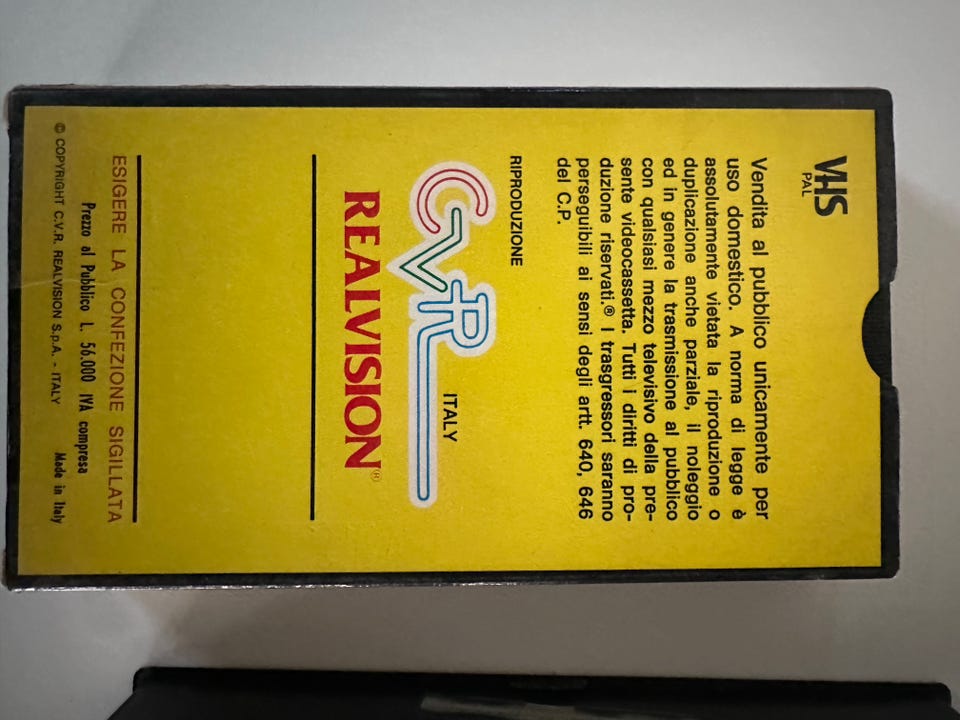 VHS
PAL
Vendita al pubblico unicamente per
uso domestico. A norma di legge è
assolutamente vietata la riproduzione o
duplicazione anche parziale, il noleggio
ed in genere la trasmissione al pubblico
con qualsiasi mezzo televisivo della pre-
sente videocassetta. Tutti i diritti di pro-
duzione riservati.® I trasgressori saranno
perseguibili ai sensi degli artt. 640, 646
del C.P.
RIPRODUZIONE
CVR
ITALY
REALVISION®
ESIGERE LA CONFEZIONE SIGILLATA
Prezzo al Pubblico L. 56.000 IVA compresa
© COPYRIGHT C.V.R. REALVISION S.p.A. - ITALY Made in Italy